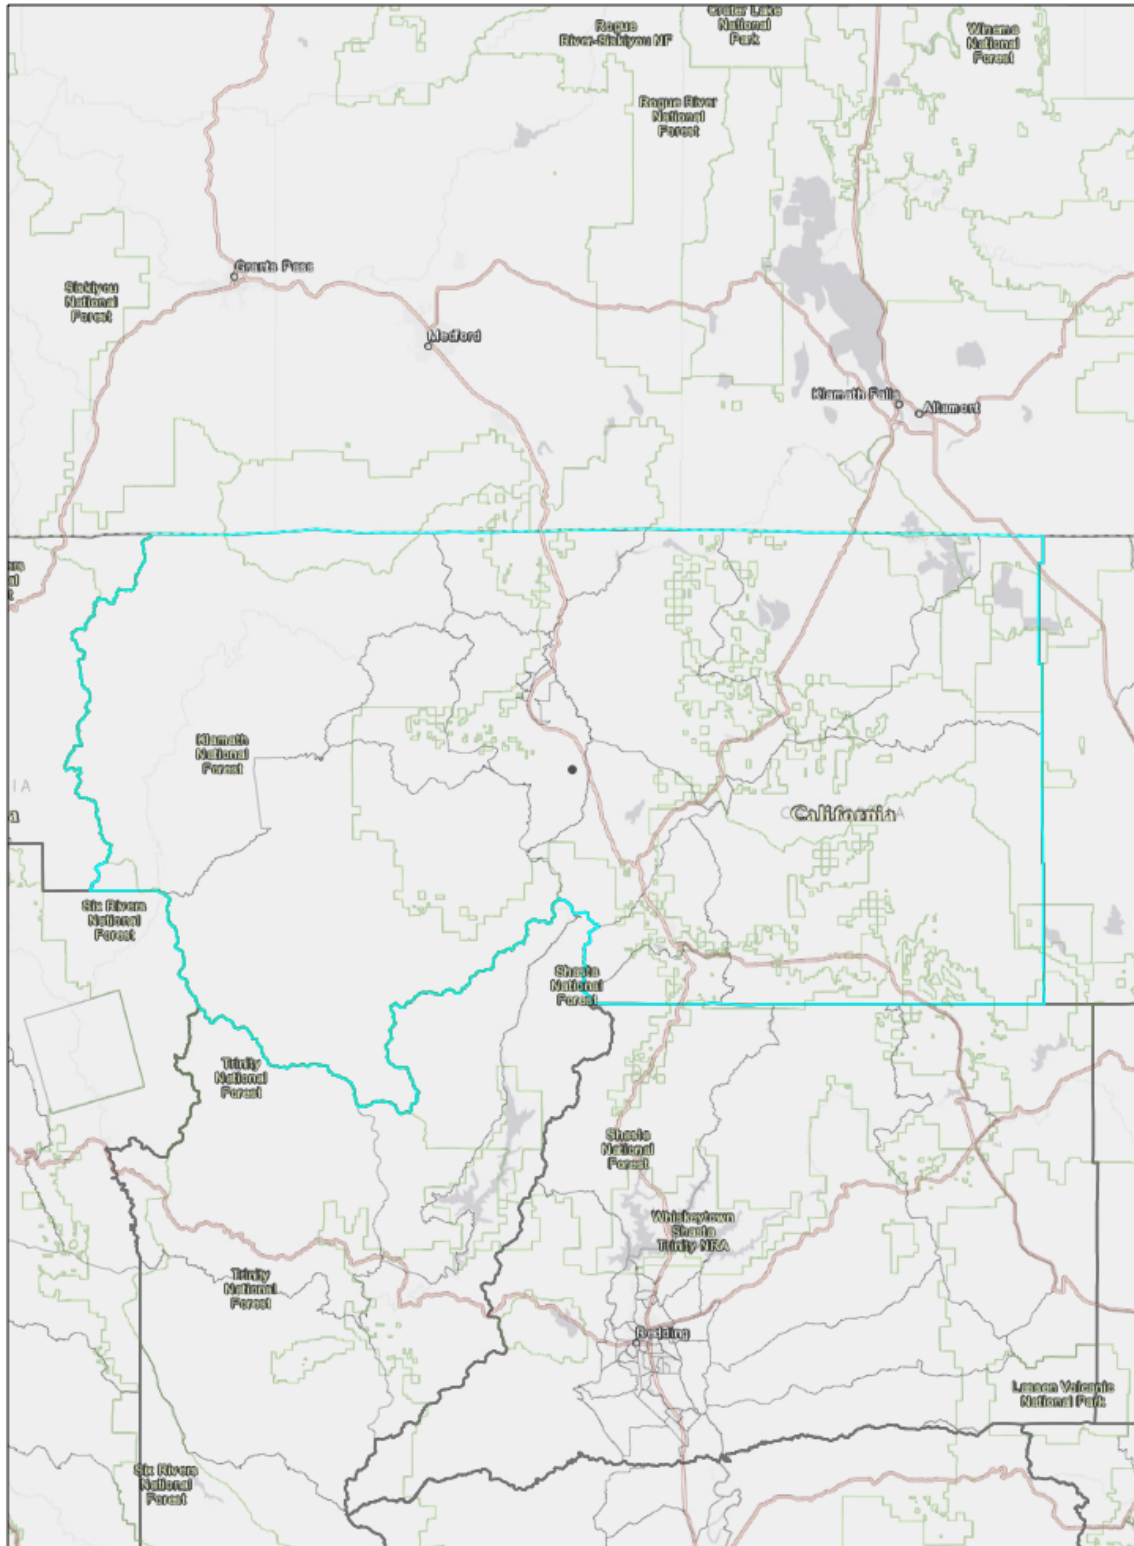 Rogue
River-Siskiyou NF
Crater Lake
National
Park
Winema
National
Forest
Rogue River
National
Forest
Grants Pass
Siskiyou
National
Forest
Medford
Klamath Falls
Altamont
Klamath
National
Forest
California
Six Rivers
National
Forest
Shasta
National
Forest
Trinity
National
Forest
Shasta
National
Forest
Whiskeytown
Shasta
Trinity NRA
Trinity
National
Forest
Redding
Lassen Volcanic
National Park
Six Rivers
National
Forest